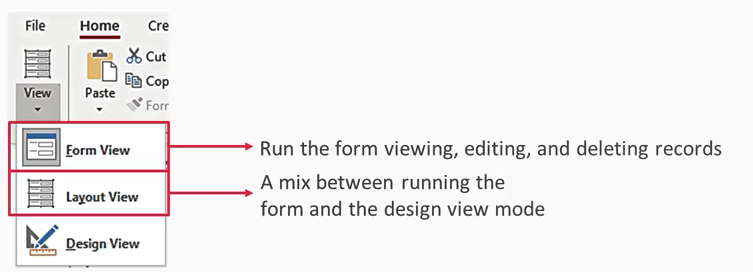 File Home Cre
Cut
Cop
View Paste Forr
Form View
Run the form viewing, editing, and deleting records
Layout View
A mix between running the
form and the design view mode
Design View